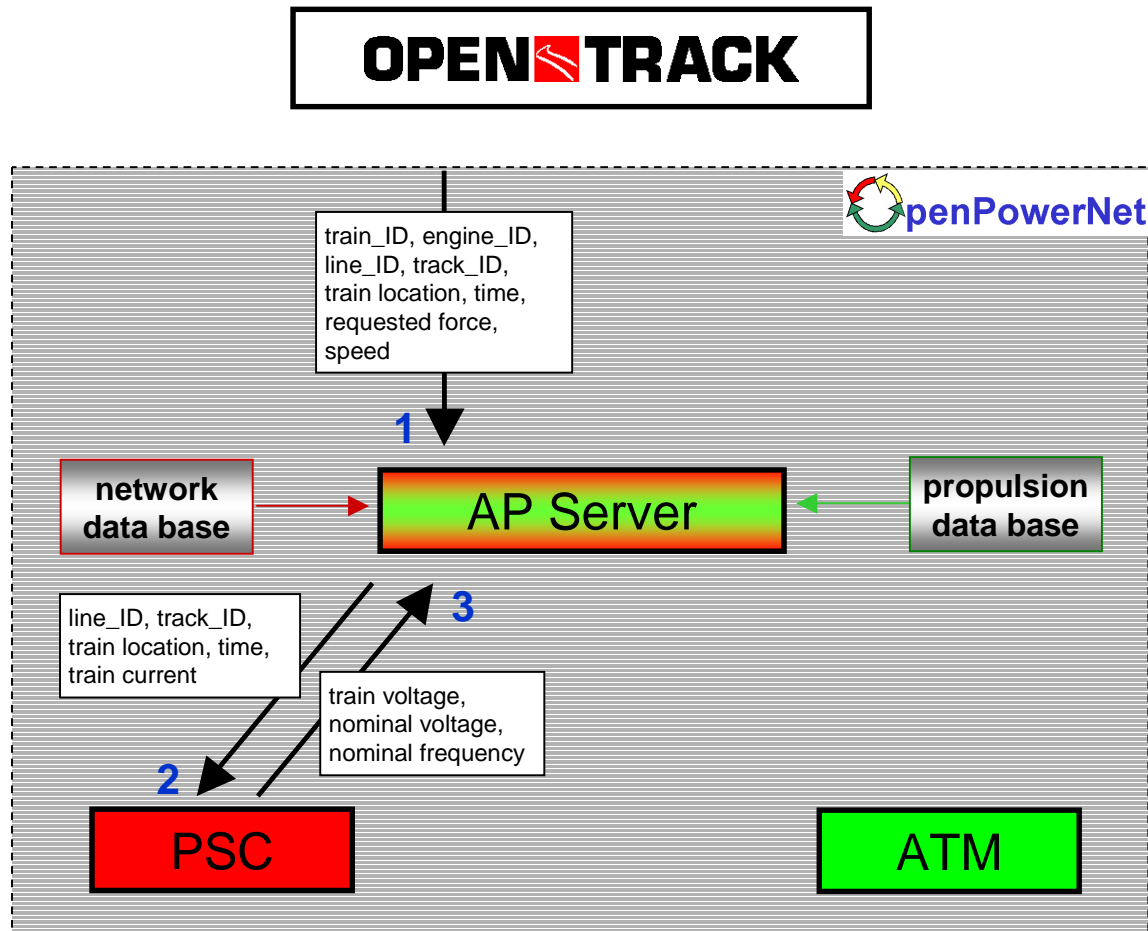 OPEN TRACK
OpenPowerNet
train_ID, engine_ID,
line_ID, track_ID,
train location, time,
requested force,
speed
1
network
data base
AP Server
propulsion
data base
line_ID, track_ID,
train location, time,
train current
3
train voltage,
nominal voltage,
nominal frequency
2
PSC
ATM